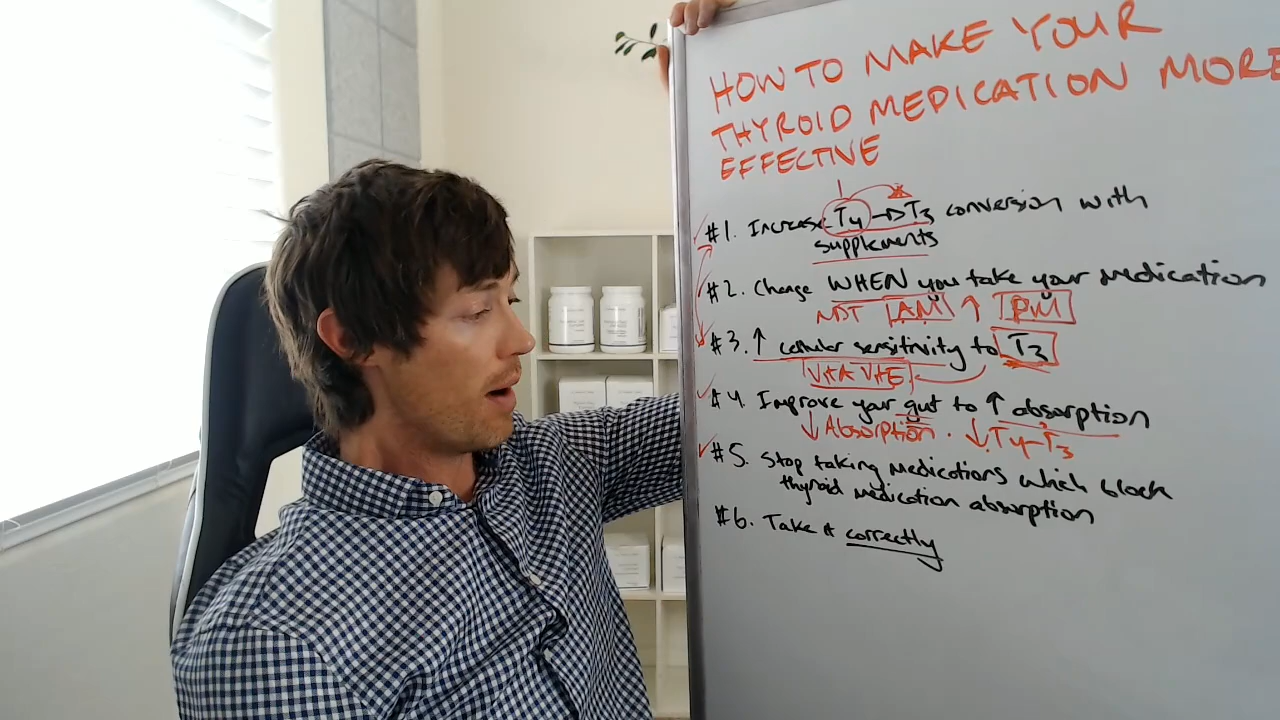 HOW TO MAKE YOUR
THYROID MEDICATION MORE
EFFECTIVE
#1. Increase T4 → T3 conversion with
supplements
#2. Change WHEN you take your medication
NOT AM ↑ PM
#3. ↑ cellular sensitivity to T3
VHA VHE
#4. Improve your gut to ↑ absorption
↓ Absorption. ↓ T4-T3
#5. Stop taking medications which block
thyroid medication absorption
#6. Take it correctly